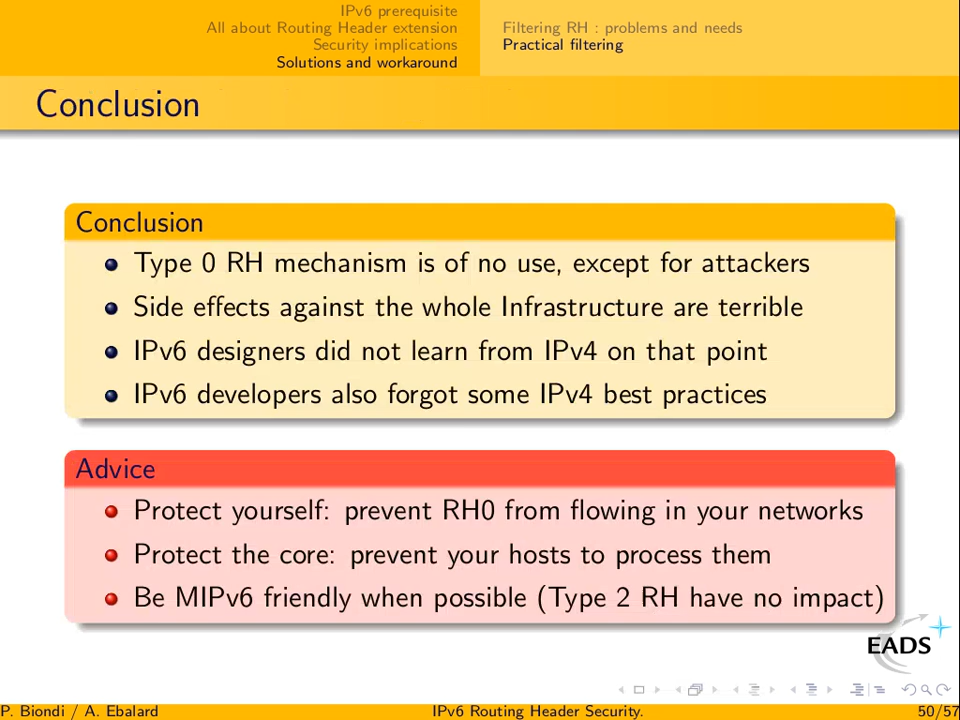 IPv6 prerequisite
All about Routing Header extension
Security implications
Solutions and workaround
Filtering RH : problems and needs
Practical filtering
Conclusion
Conclusion
Type 0 RH mechanism is of no use, except for attackers
Side effects against the whole Infrastructure are terrible
IPv6 designers did not learn from IPv4 on that point
IPv6 developers also forgot some IPv4 best practices
Advice
Protect yourself: prevent RH0 from flowing in your networks
Protect the core: prevent your hosts to process them
Be MIPv6 friendly when possible (Type 2 RH have no impact)
EADS
P. Biondi / A. Ebalard
IPv6 Routing Header Security.
50/57